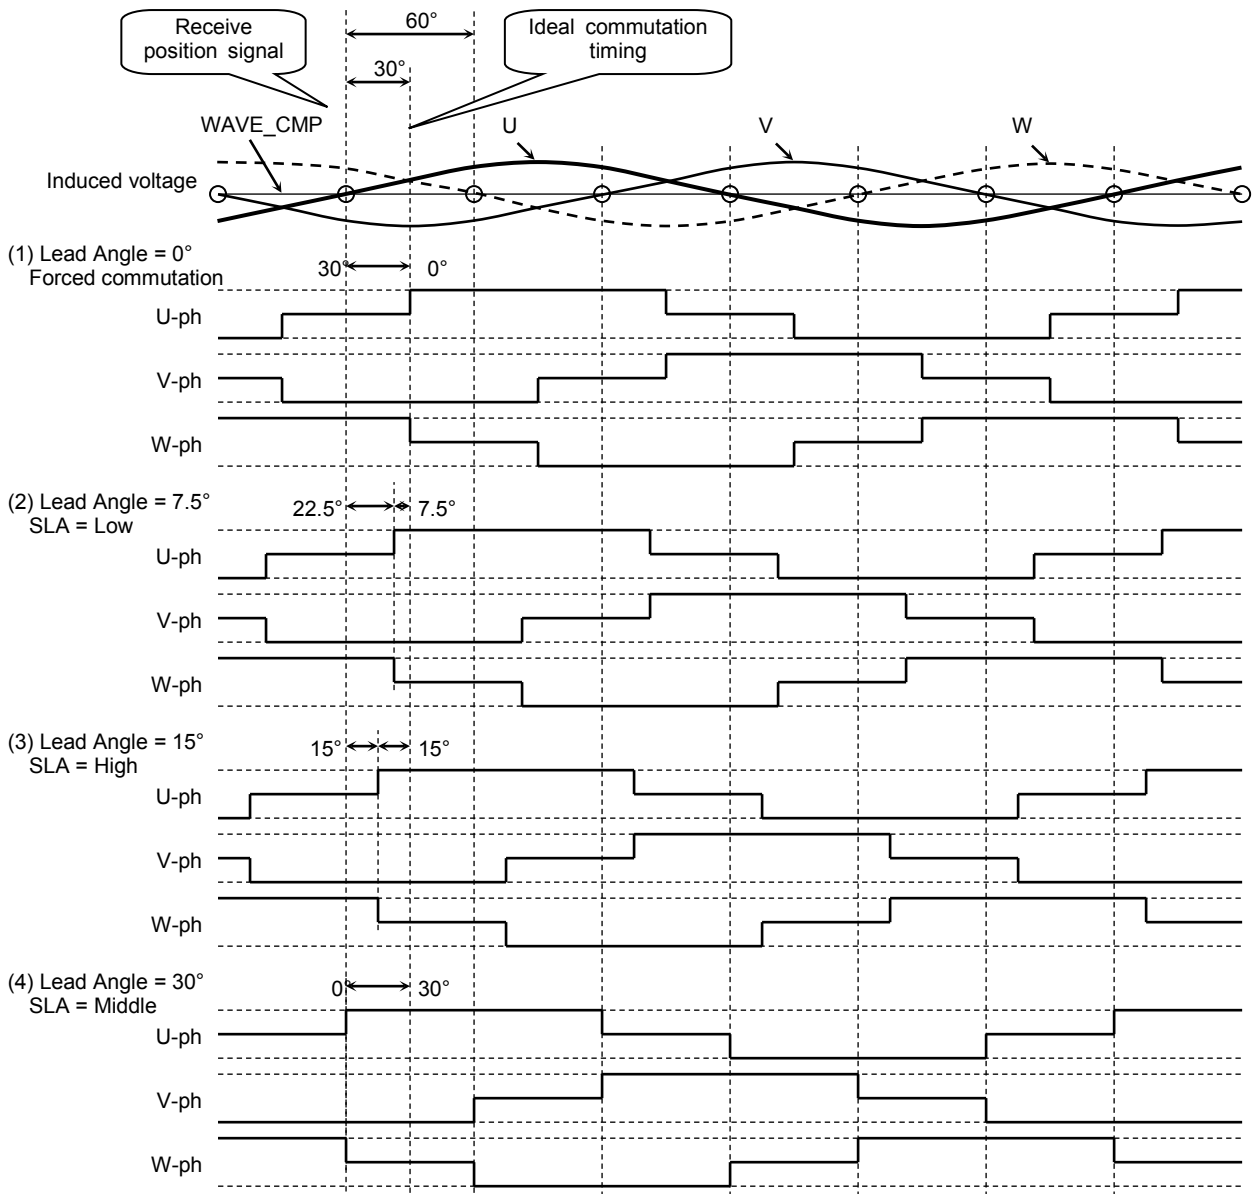 Receive
position signal
60°
Ideal commutation
timing
30°
WAVE_CMP
U
V
W
Induced voltage
(1) Lead Angle = 0°
Forced commutation
30°
0°
U-ph
V-ph
W-ph
(2) Lead Angle = 7.5°
SLA = Low
22.5°
7.5°
U-ph
V-ph
W-ph
(3) Lead Angle = 15°
SLA = High
15°
15°
U-ph
V-ph
W-ph
(4) Lead Angle = 30°
SLA = Middle
0°
30°
U-ph
V-ph
W-ph